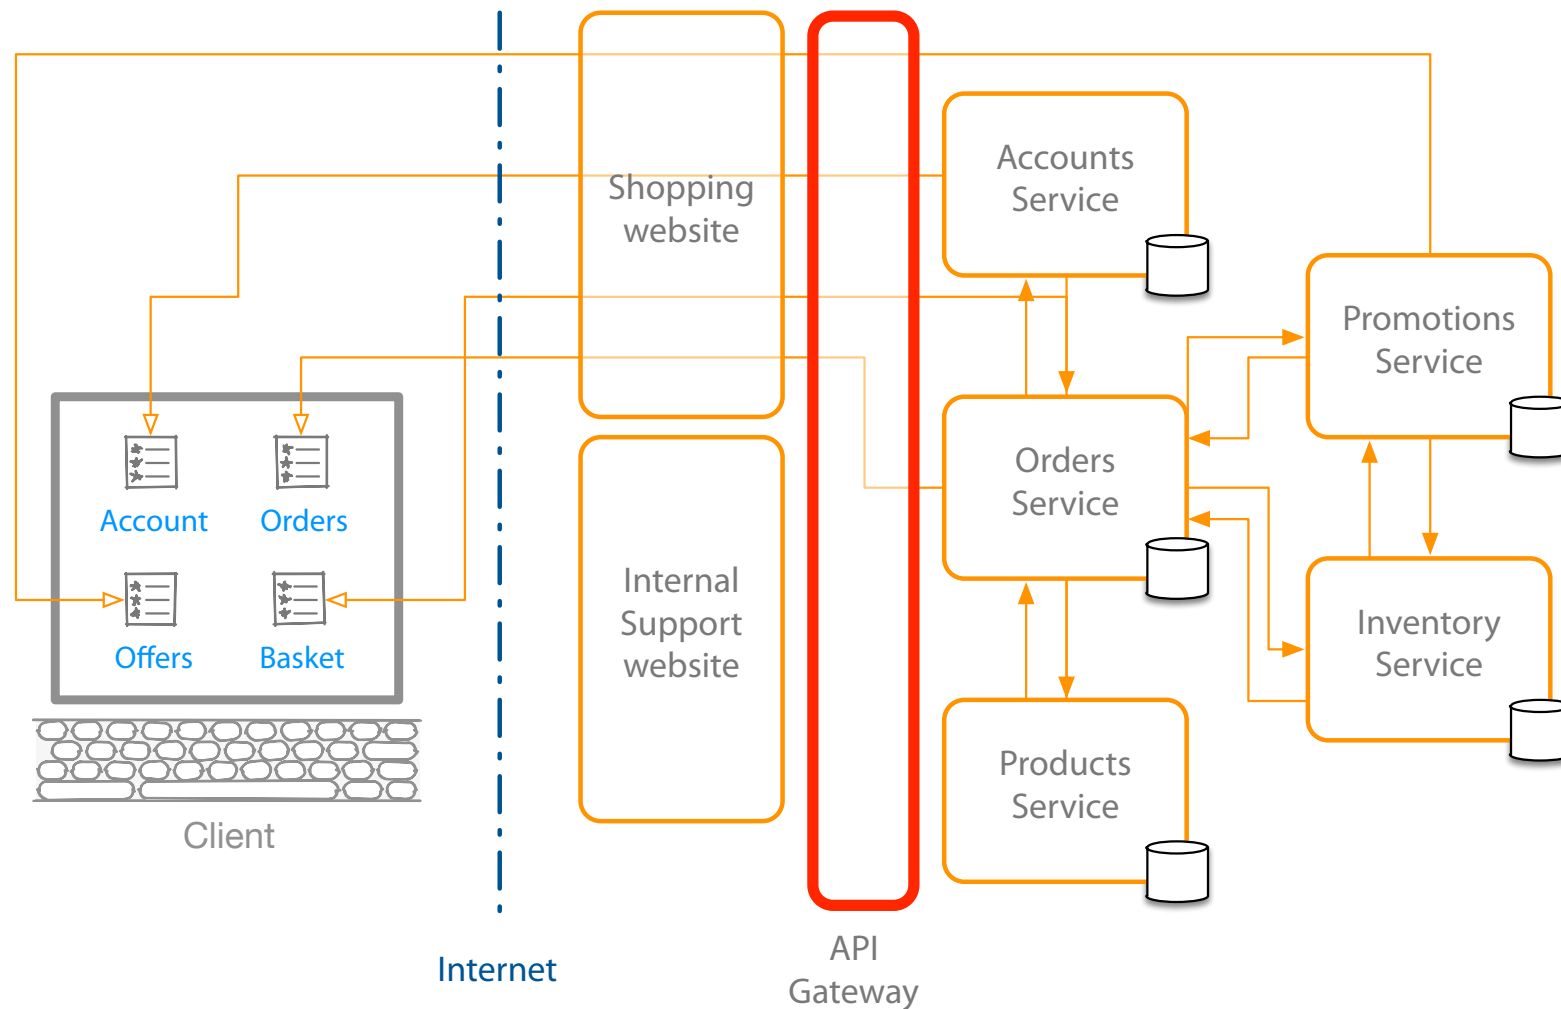 Shopping
website
Accounts
Service
Promotions
Service
Account
Orders
Orders
Service
Offers
Basket
Internal
Support
website
Inventory
Service
Products
Service
Client
Internet
API
Gateway